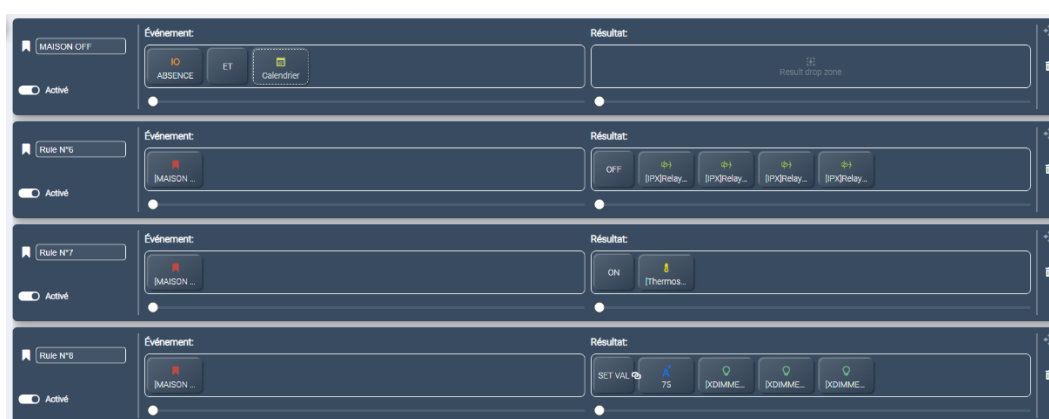 Événement:
Résultat:
MAISON OFF
IO
ABSENCE
ET
Calendrier
Result drop zone
Activé
Événement:
Résultat:
Rule N°6
[MAISON ...
OFF
[IPX]Relay...
[IPX]Relay...
[IPX]Relay...
[IPX]Relay...
Activé
Événement:
Résultat:
Rule N°7
[MAISON ...
ON
[Thermos...
Activé
Événement:
Résultat:
Rule N°8
[MAISON ...
SET VAL
75
[XDIMME...
[XDIMME...
[XDIMME...
Activé